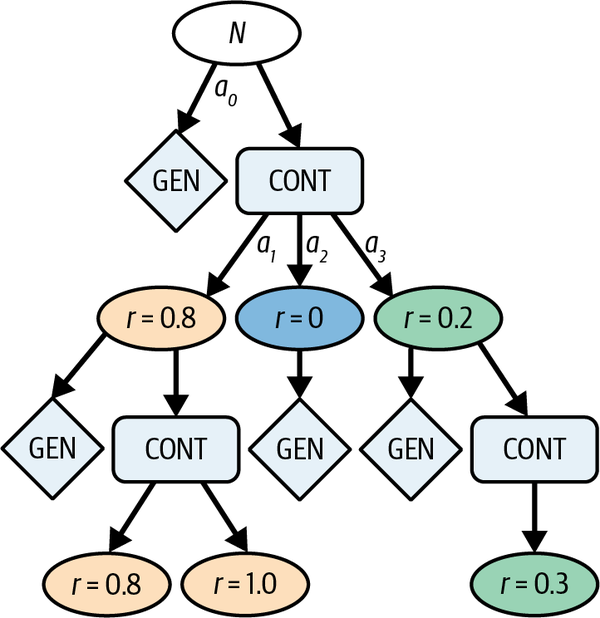 N
a0
GEN
CONT
a1
a2
a3
r = 0.8
r = 0
r = 0.2
GEN
CONT
GEN
GEN
CONT
r = 0.8
r = 1.0
r = 0.3